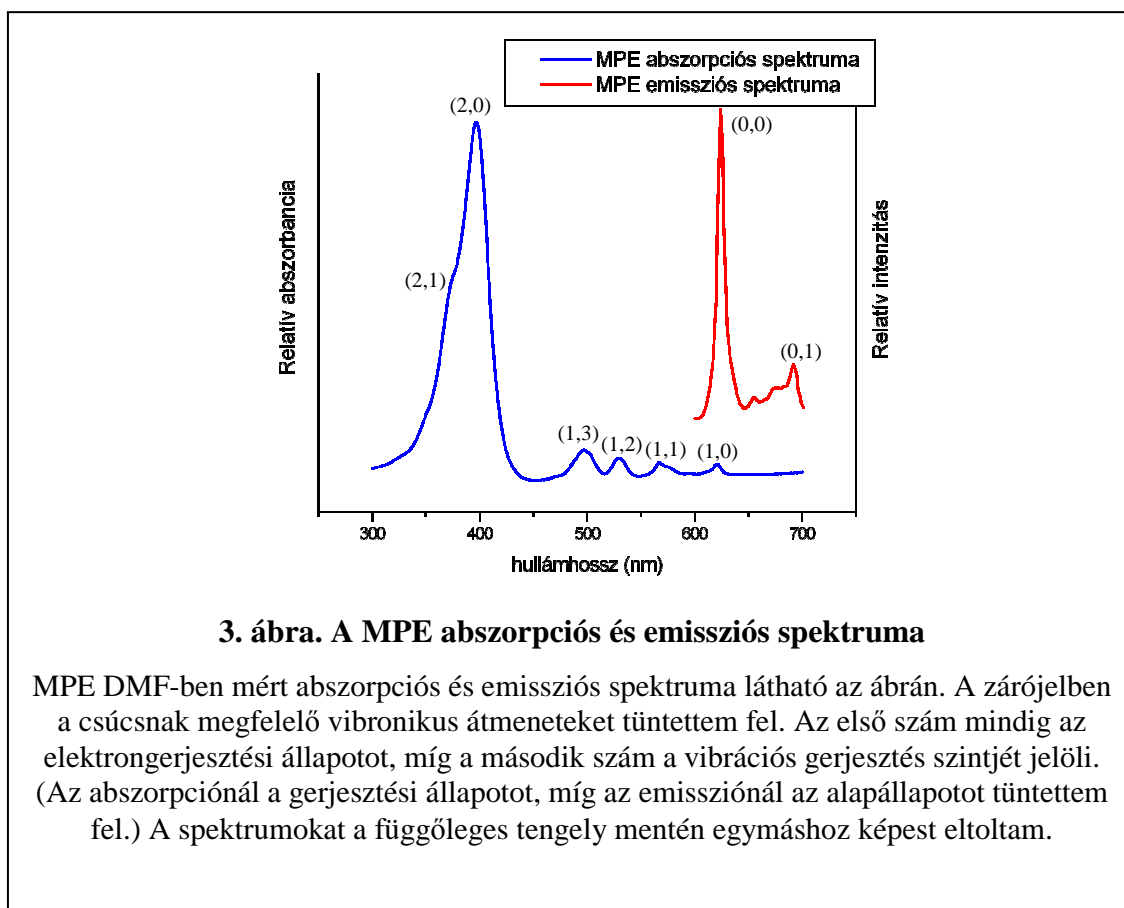 MPE abszorpciós spektruma
MPE emissziós spektruma
(2,0)
(0,0)
Relatív abszorbancia
Relatív intenzitás
(2,1)
(0,1)
(1,3)
(1,2)
(1,1)
(1,0)
300 400 500 600 700
hullámhossz (nm)
3. ábra. A MPE abszorpciós és emissziós spektruma
MPE DMF-ben mért abszorpciós és emissziós spektruma látható az ábrán. A zárójelben
a csúcsnak megfelelő vibronikus átmeneteket tüntettem fel. Az első szám mindig az
elektrongerjesztési állapotot, míg a második szám a vibrációs gerjesztés szintjét jelöli.
(Az abszorpciónál a gerjesztési állapotot, míg az emissziónál az alapállapotot tüntettem
fel.) A spektrumokat a függőleges tengely mentén egymáshoz képest eltoltam.